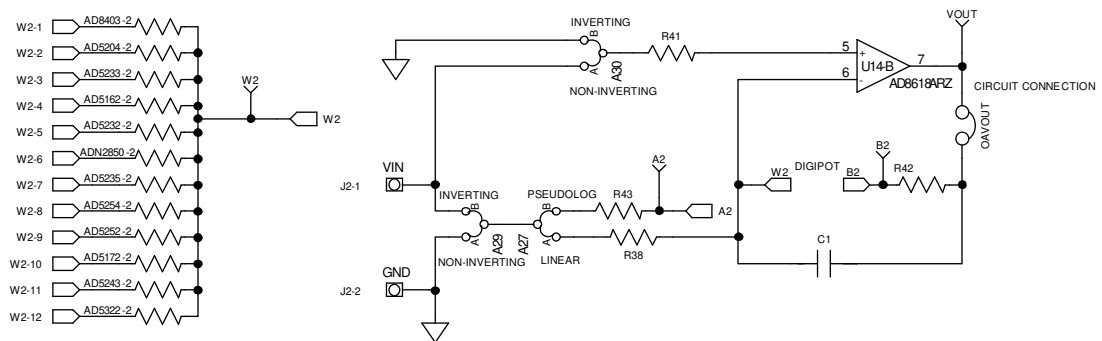 W2-1 AD8403-2
W2-2 AD5204-2
W2-3 AD5233-2
W2-4 AD5162-2
W2-5 AD5232-2
W2-6 ADN2850-2
W2-7 AD5235-2
W2-8 AD5254-2
W2-9 AD5252-2
W2-10 AD5172-2
W2-11 AD5243-2
W2-12 AD5322-2
W2
W2
INVERTING
B
A
A30
NON-INVERTING
R41
5
6
+
-
U14-B
7
AD8618ARZ
VOUT
CIRCUIT CONNECTION
OAVOUT
VIN
J2-1
INVERTING
B
A
A29
NON-INVERTING
PSEUDOLOG
B
A
A27
LINEAR
R43
R38
A2
A2
W2
DIGIPOT
B2
B2
R42
C1
GND
J2-2